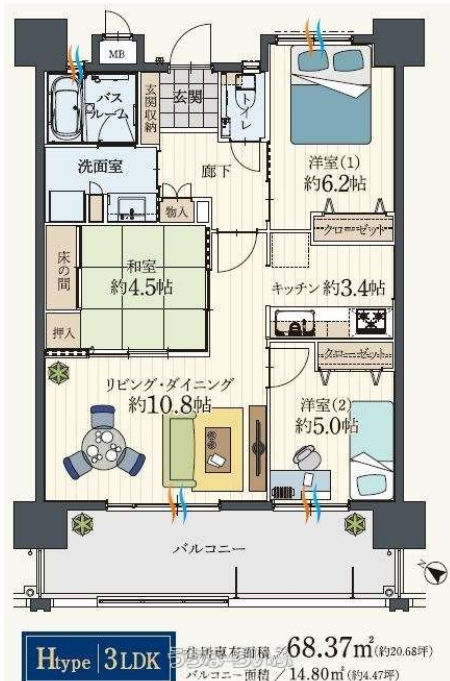 MB
バス
ルーム
玄関収納
玄関
トイレ
洋室(1)
約6.2帖
洗面室
廊下
物入
クローゼット
床の間
和室
約4.5帖
キッチン 約3.4帖
押入
クローゼット
リビング・ダイニング
約10.8帖
洋室(2)
約5.0帖
バルコニー
N
Htype 3LDK
住居専有面積/68.37㎡(約20.68坪)
バルコニー面積/14.80㎡(約4.47坪)